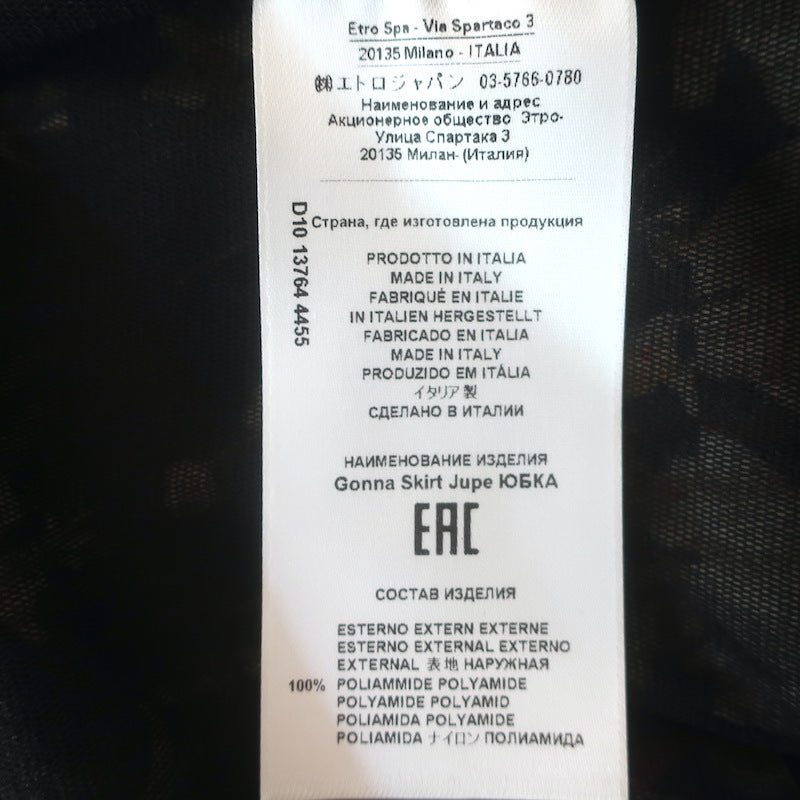 Etro Spa - Via Spartaco 3
20135 Milano - ITALIA
㈱エトロジャパン 03-5766-0780
Наименование и адрес
Акционерное общество Этро-
Улица Спартака 3
20135 Милан- (Италия)
D10 13764 4455
Страна, где изготовлена продукция
PRODOTTO IN ITALIA
MADE IN ITALY
FABRIQUÉ EN ITALIE
IN ITALIEN HERGESTELLT
FABRICADO EN ITALIA
MADE IN ITALY
PRODUZIDO EM ITÁLIA
イタリア製
СДЕЛАНО В ИТАЛИИ
НАИМЕНОВАНИЕ ИЗДЕЛИЯ
Gonna Skirt Jupe ЮБКА
EAC
СОСТАВ ИЗДЕЛИЯ
ESTERNO EXTERN EXTERNE
ESTERNO EXTERNAL EXTERNO
EXTERNAL 表地 НАРУЖНАЯ
100% POLIAMMIDE POLYAMIDE
POLYAMIDE POLYAMID
POLIAMIDA POLYAMIDE
POLIAMIDA ナイロン ПОЛИАМИДА